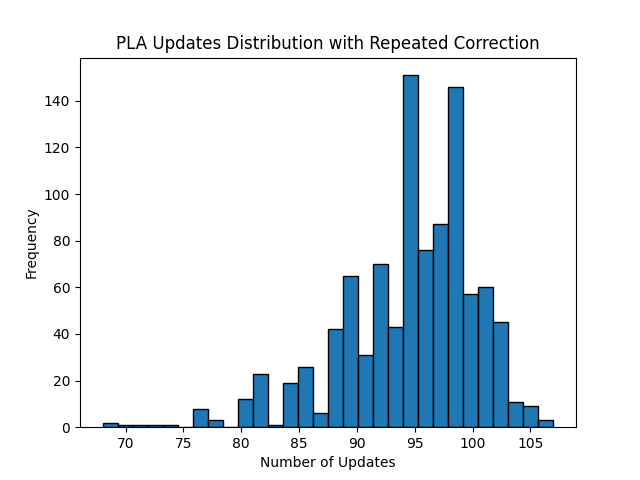 PLA Updates Distribution with Repeated Correction
140
120
100
80
60
40
20
0
Frequency
70 75 80 85 90 95 100 105
Number of Updates